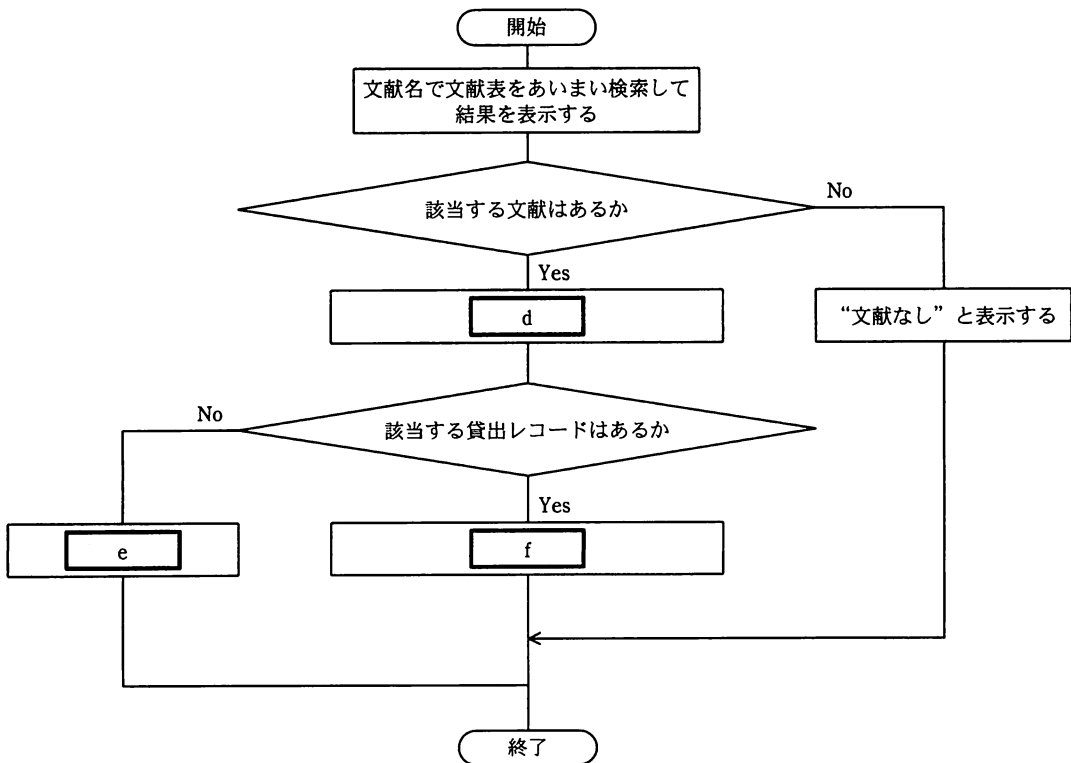 開始
文献名で文献表をあいまい検索して
結果を表示する
該当する文献はあるか
No
Yes
d
“文献なし”と表示する
No
該当する貸出レコードはあるか
Yes
e
f
終了